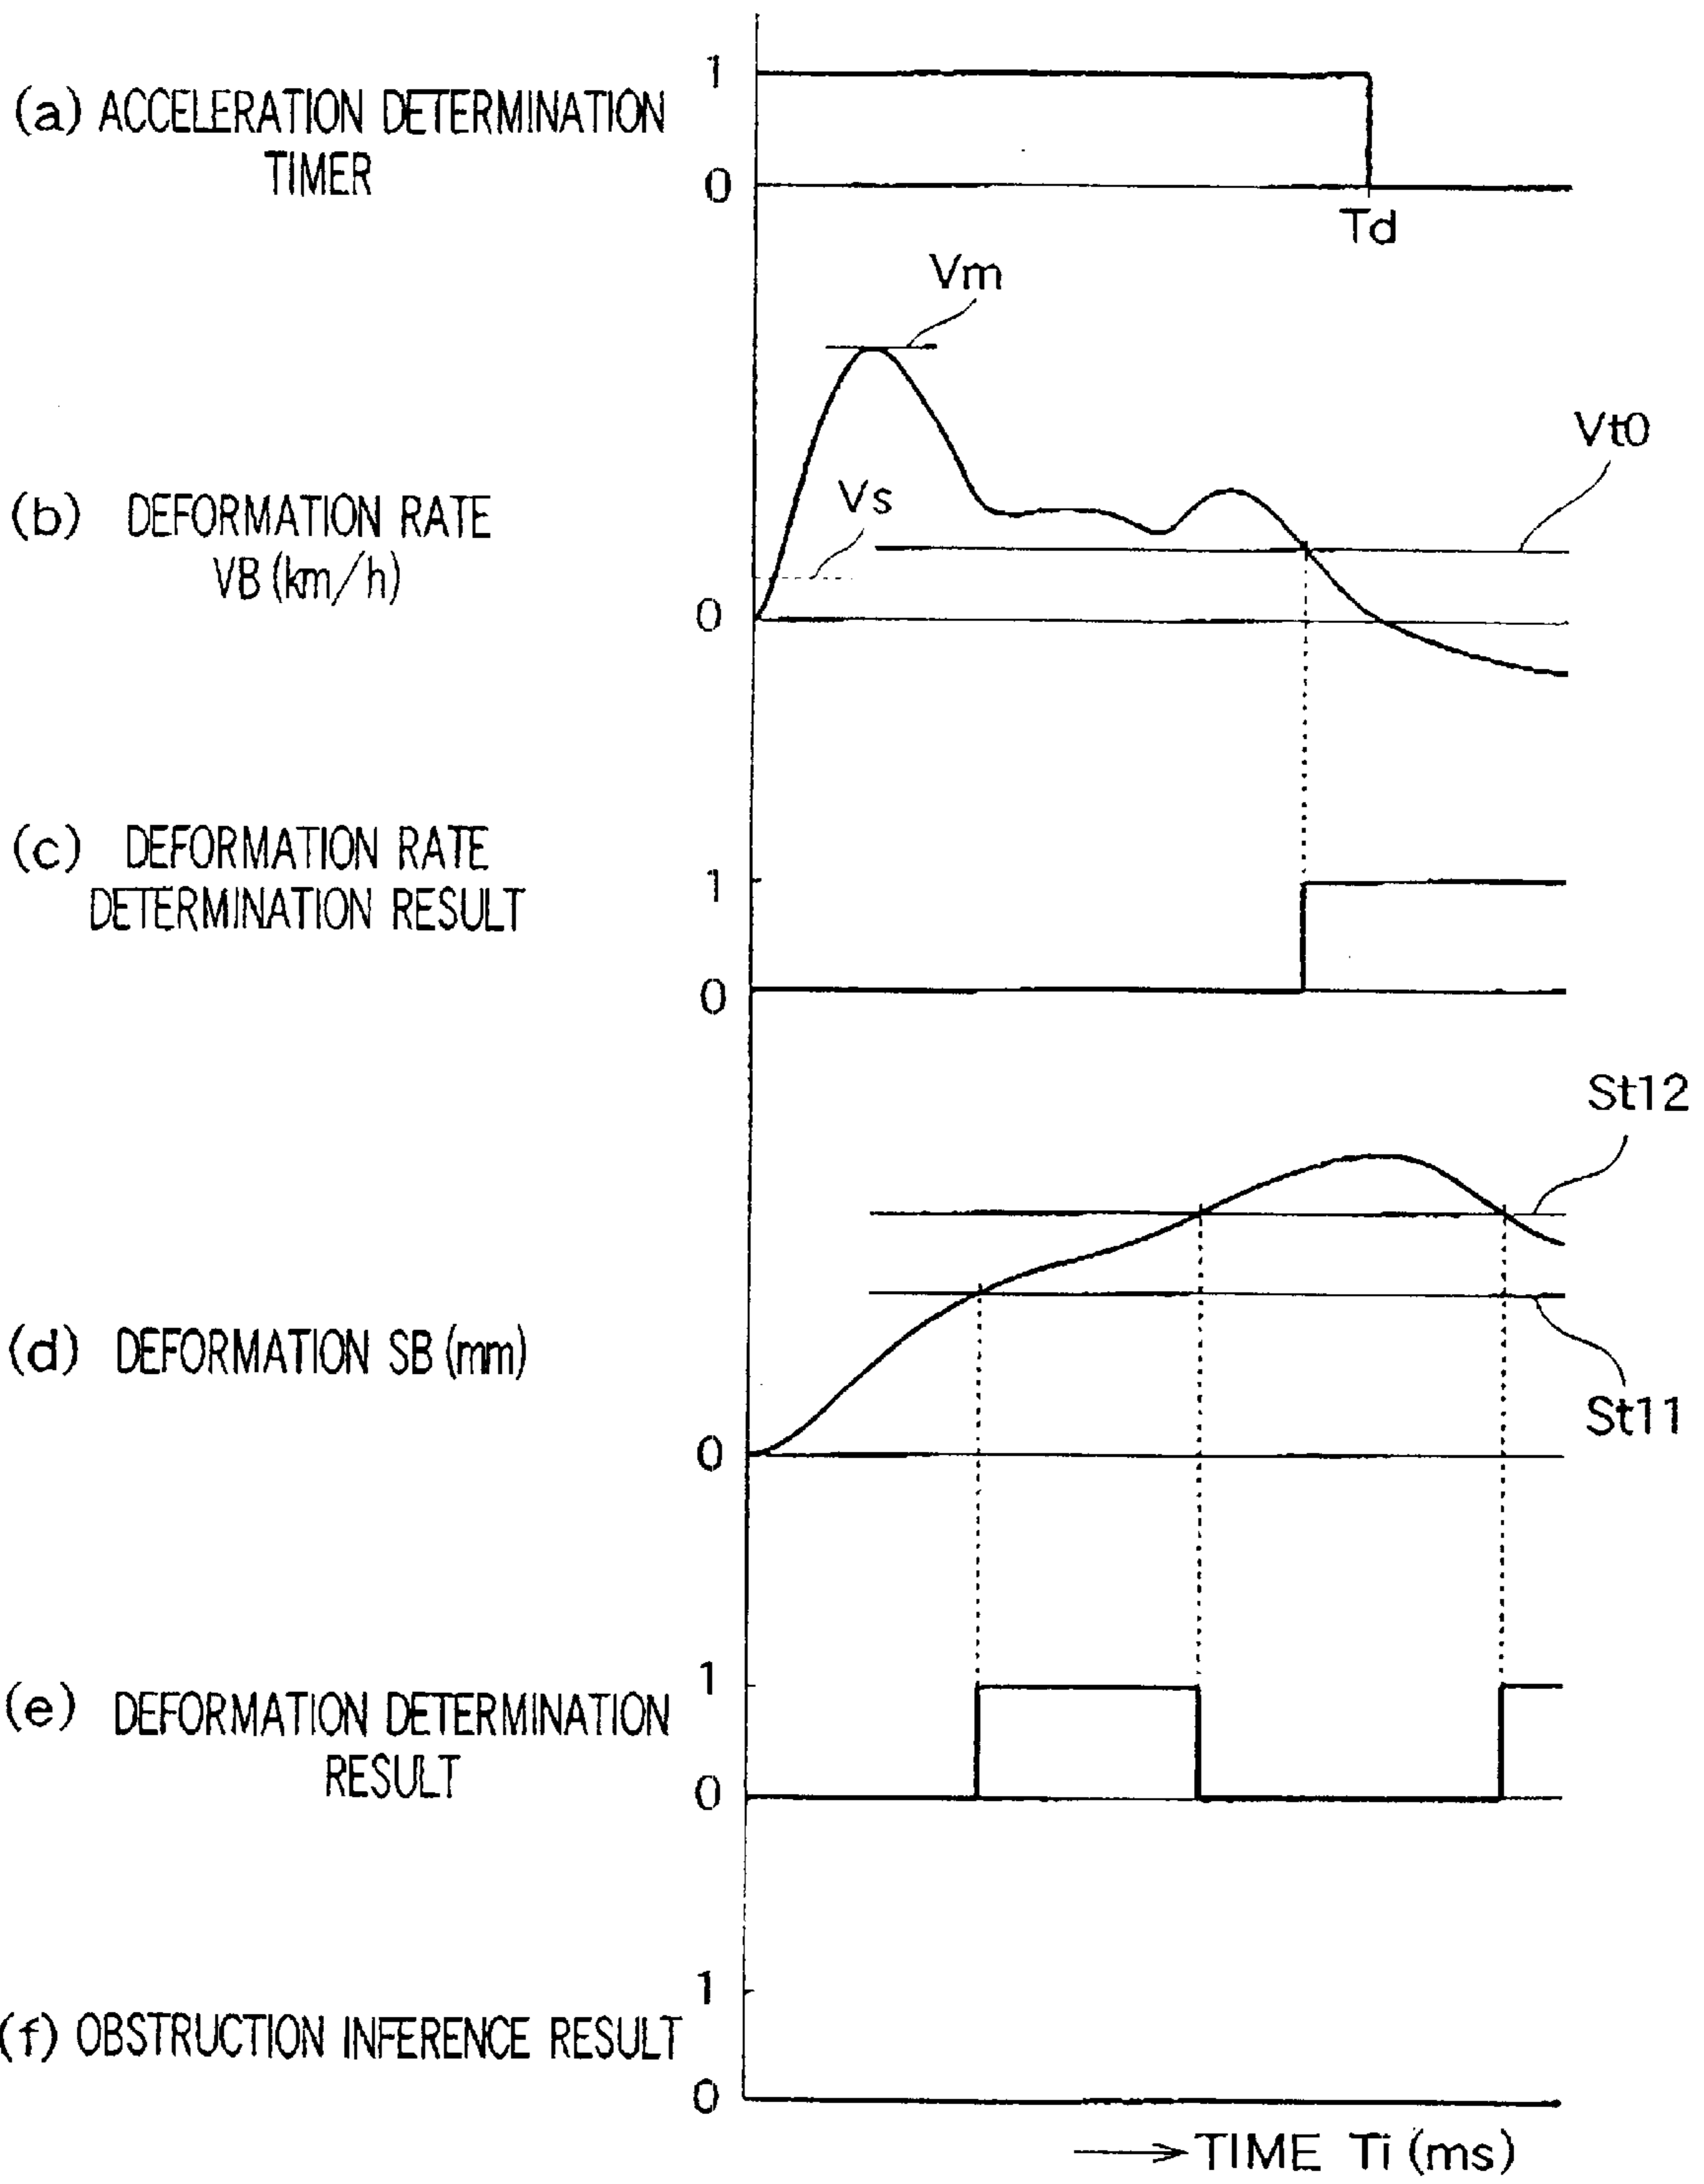 1
(a) ACCELERATION DETERMINATION
TIMER
0
Td
Vm
Vt0
Vs
(b) DEFORMATION RATE
VB (km/h)
0
(c) DEFORMATION RATE
DETERMINATION RESULT
1
0
St12
(d) DEFORMATION SB (mm)
St11
0
1
(e) DEFORMATION DETERMINATION
RESULT
0
1
(f) OBSTRUCTION INFERENCE RESULT
0
TIME Ti (ms)